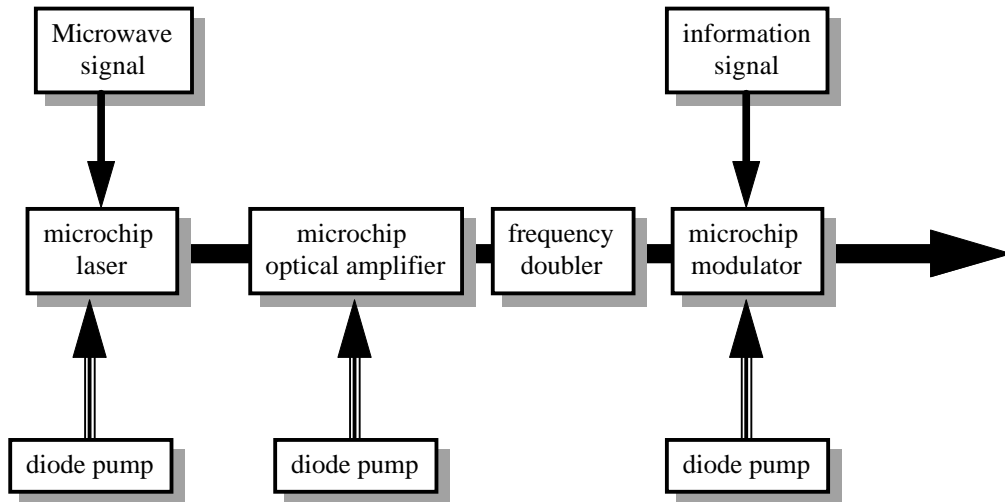 Microwave
signal
information
signal
microchip
laser
microchip
optical amplifier
frequency
doubler
microchip
modulator
diode pump
diode pump
diode pump